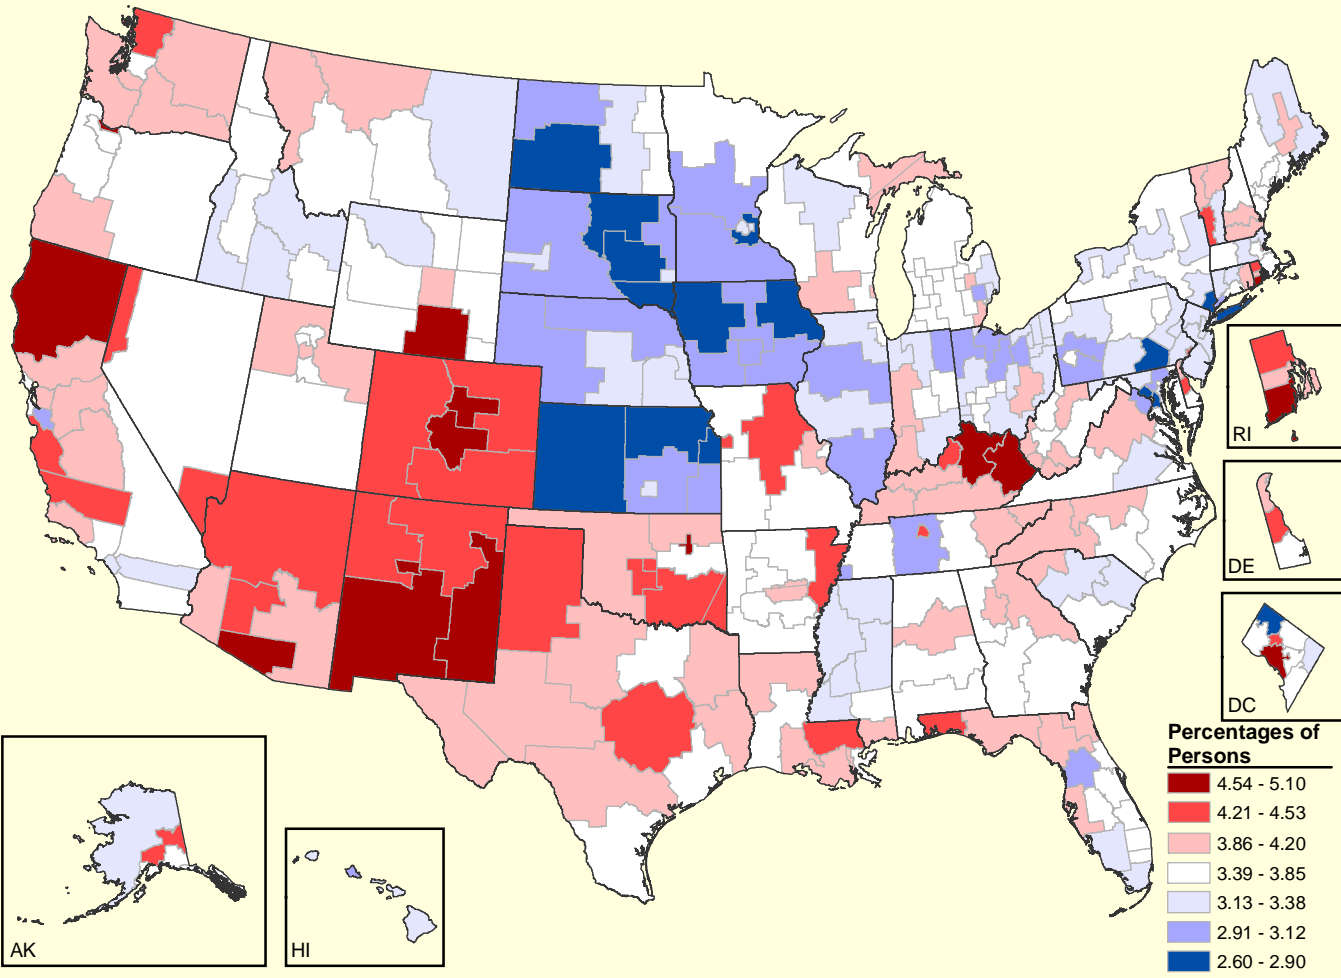 RI
DE
DC
AK
HI
Percentages of
Persons
4.54 - 5.10
4.21 - 4.53
3.86 - 4.20
3.39 - 3.85
3.13 - 3.38
2.91 - 3.12
2.60 - 2.90